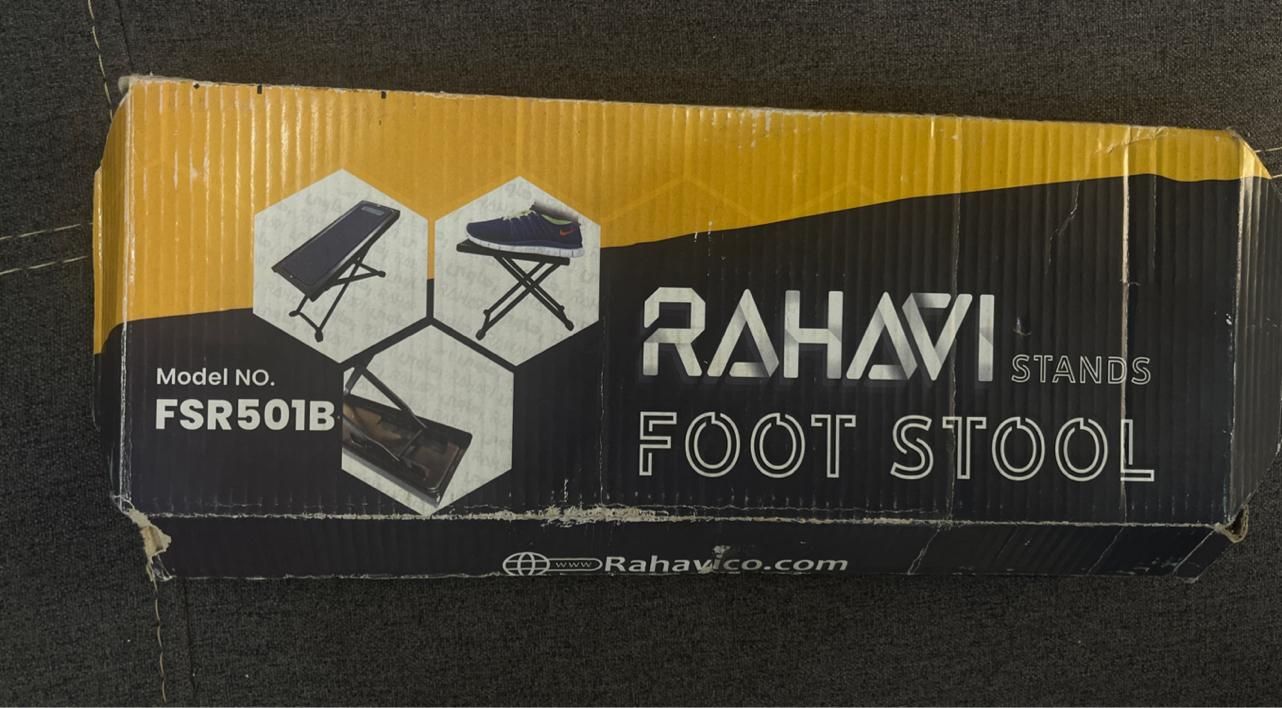 Model NO.
FSR501B
RAHAVI STANDS
FOOT STOOL
www Rahavico.com